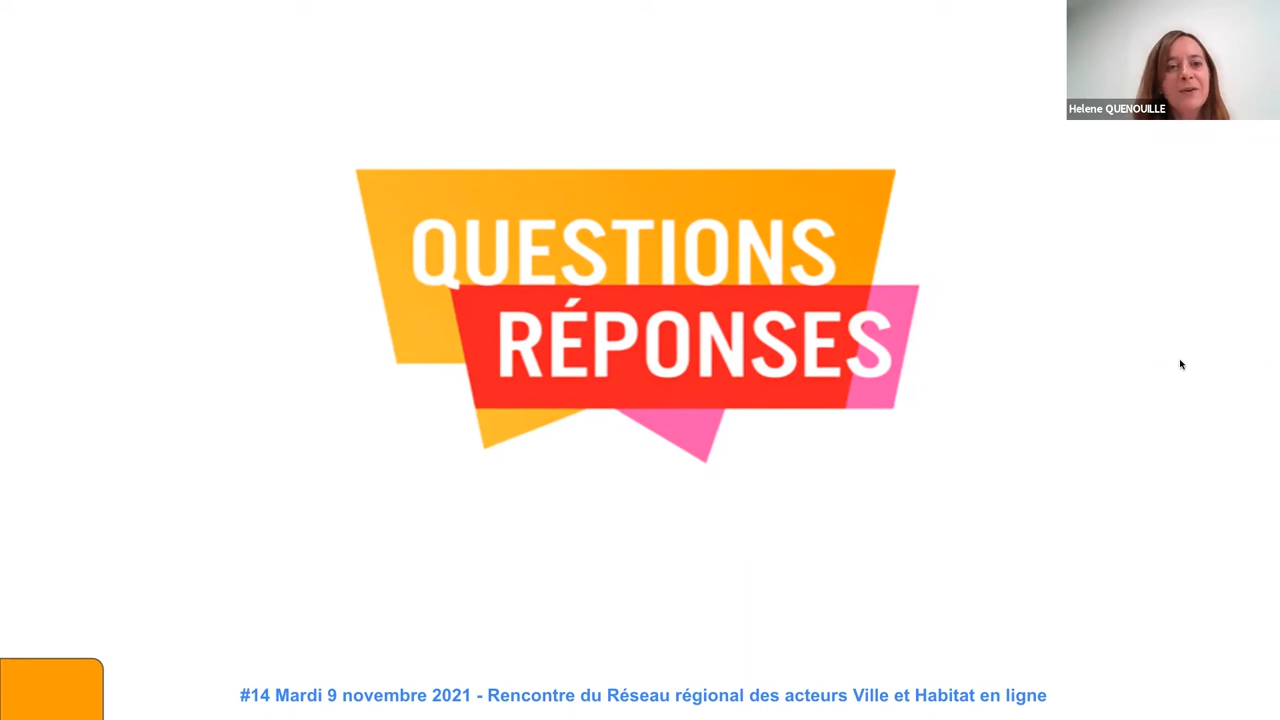 Helene QUENOUILLE
QUESTIONS
RÉPONSES
#14 Mardi 9 novembre 2021 - Rencontre du Réseau régional des acteurs Ville et Habitat en ligne